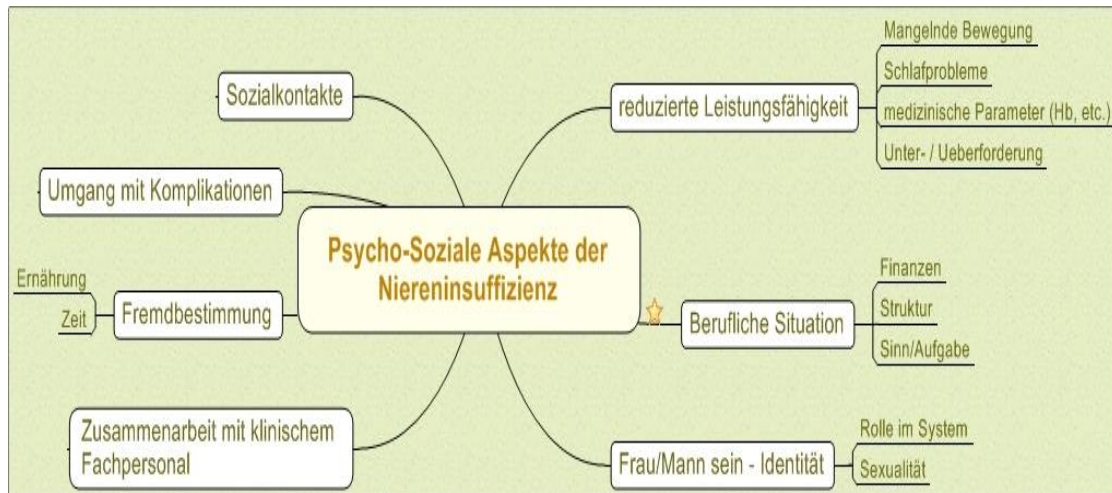 Psycho-Soziale Aspekte der
Niereninsuffizienz
reduzierte Leistungsfähigkeit
Mangelnde Bewegung
Schlafprobleme
medizinische Parameter (Hb, etc.)
Unter- / Ueberforderung
Berufliche Situation
Finanzen
Struktur
Sinn/Aufgabe
Frau/Mann sein - Identität
Rolle im System
Sexualität
Sozialkontakte
Umgang mit Komplikationen
Fremdbestimmung
Ernährung
Zeit
Zusammenarbeit mit klinischem
Fachpersonal